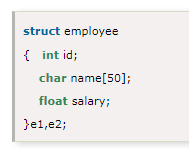 struct employee
{   int id;
    char name[50];
    float salary;
}e1,e2;